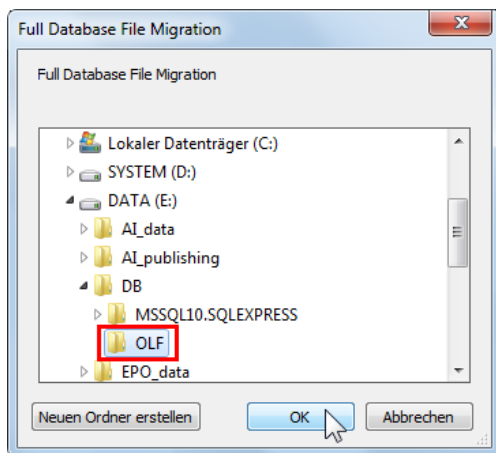 Full Database File Migration
Full Database File Migration
Lokaler Datenträger (C:)
SYSTEM (D:)
DATA (E:)
AI_data
AI_publishing
DB
MSSQL10.SQLEXPRESS
OLF
EPO_data
Neuen Ordner erstellen OK Abbrechen